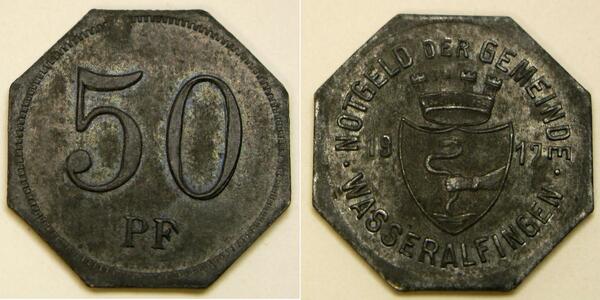 50
PF
· NOTGELD DER GEMEINDE ·
19 17
WASSERALFINGEN